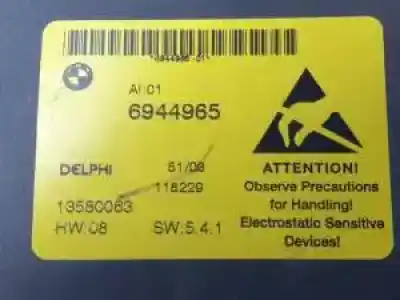 *6944965-01*
AI:01
6944965
DELPHI 51/08
118229
13580063
HW:08 SW:5.4.1
ATTENTION!
Observe Precautions
for Handling!
Electrostatic Sensitive
Devices!